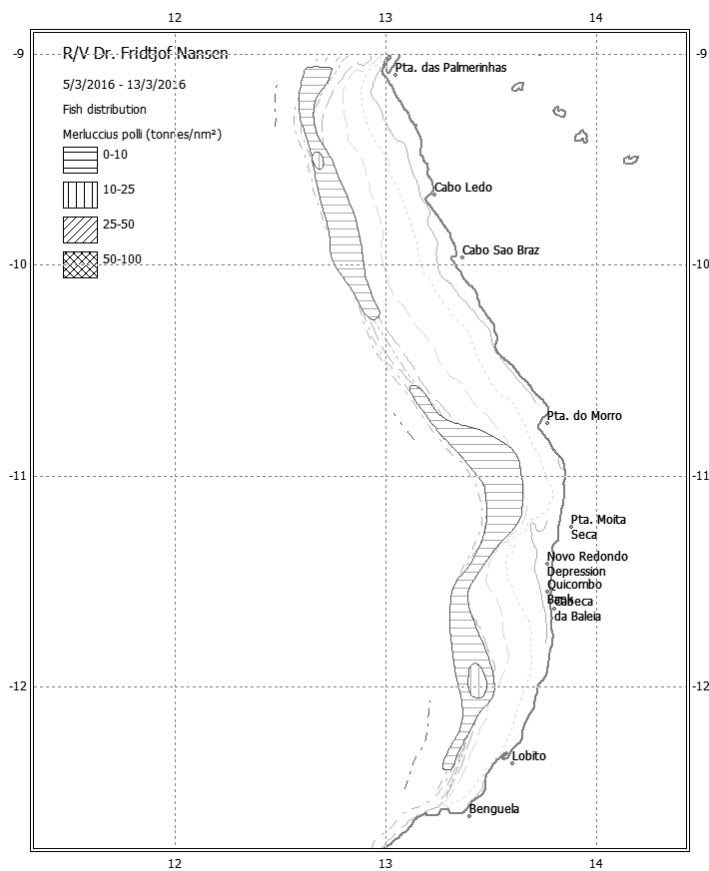 12 13 14
-9 -9
R/V Dr. Fridtjof Nansen
Pta. das Palmerinhas
5/3/2016 - 13/3/2016
Fish distribution
Merluccius polli (tonnes/nm²)
0-10
10-25
25-50
50-100
Cabo Ledo
Cabo Sao Braz
-10 -10
Pta. do Morro
-11 -11
Pta. Moita
Seca
Novo Redondo
Depression
Quicombo
Bank
Cabeca
da Baleia
-12 -12
Lobito
Benguela
12 13 14